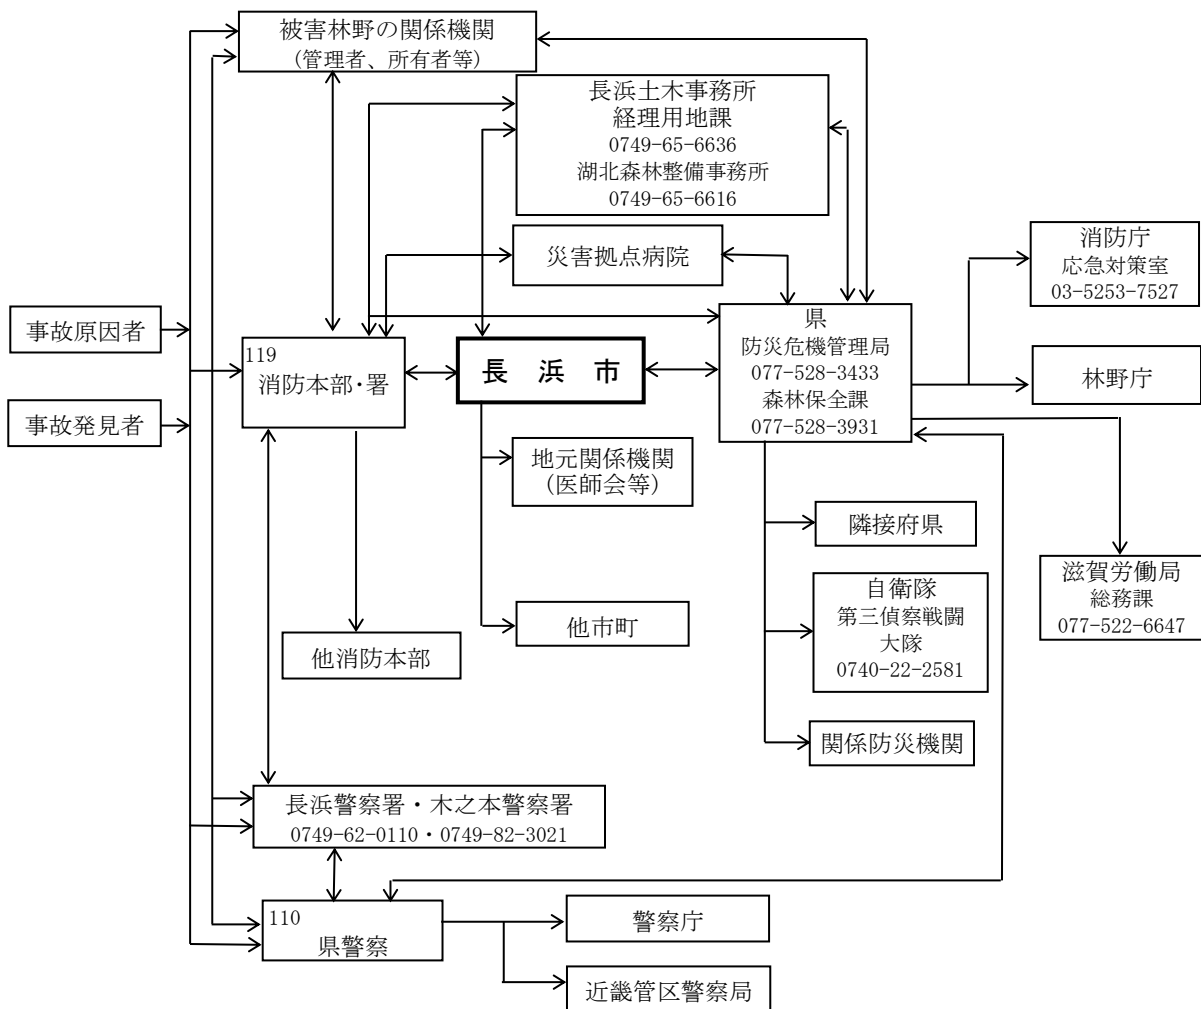 被害林野の関係機関
(管理者、所有者等)
長浜土木事務所
経理用地課
0749-65-6636
湖北森林整備事務所
0749-65-6616
災害拠点病院
消防庁
応急対策室
03-5253-7527
事故原因者
119
消防本部・署
長 浜 市
県
防災危機管理局
077-528-3433
森林保全課
077-528-3931
林野庁
事故発見者
地元関係機関
(医師会等)
隣接府県
滋賀労働局
総務課
077-522-6647
自衛隊
第三偵察戦闘
大隊
0740-22-2581
他市町
他消防本部
関係防災機関
長浜警察署・木之本警察署
0749-62-0110・0749-82-3021
110
県警察
警察庁
近畿管区警察局